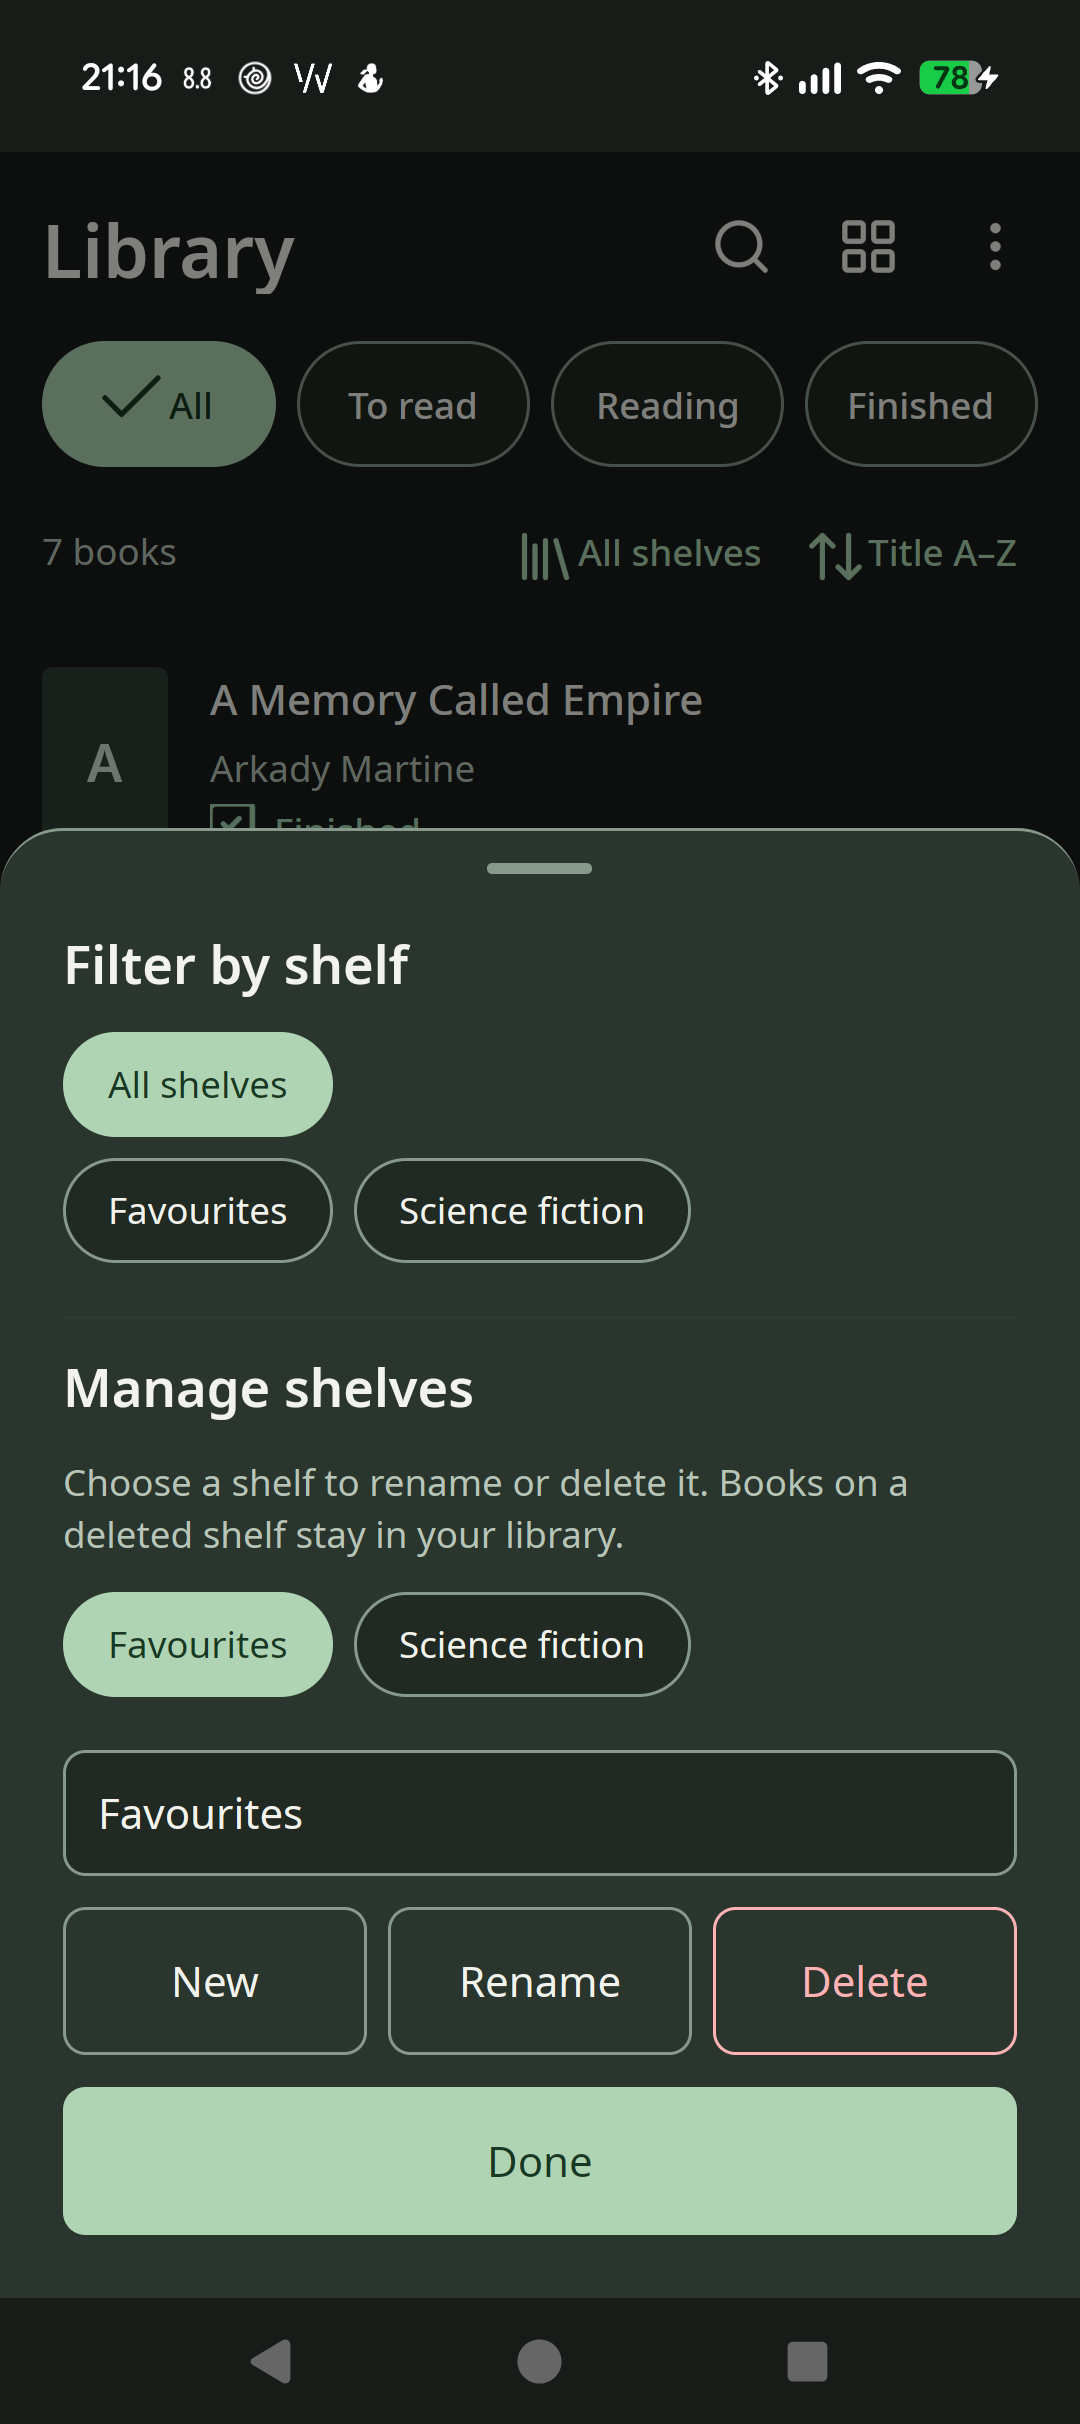 21:16 8.8 78
Library
All To read Reading Finished
7 books All shelves Title A–Z
A
A Memory Called Empire
Arkady Martine
Finished
Filter by shelf
All shelves
Favourites Science fiction
Manage shelves
Choose a shelf to rename or delete it. Books on a
deleted shelf stay in your library.
Favourites Science fiction
Favourites
New Rename Delete
Done